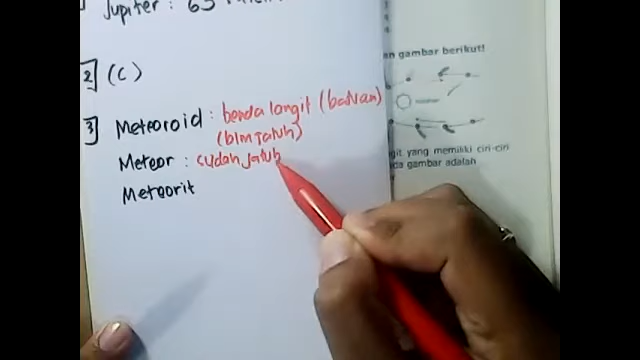 Jupiter : 63
2] (C)
3] Meteoroid : benda langit (batuan)
(blm jatuh)
Meteor : sudah jatuh
Meteorit
an gambar berikut!
git yang memiliki ciri-ciri
da gambar adalah